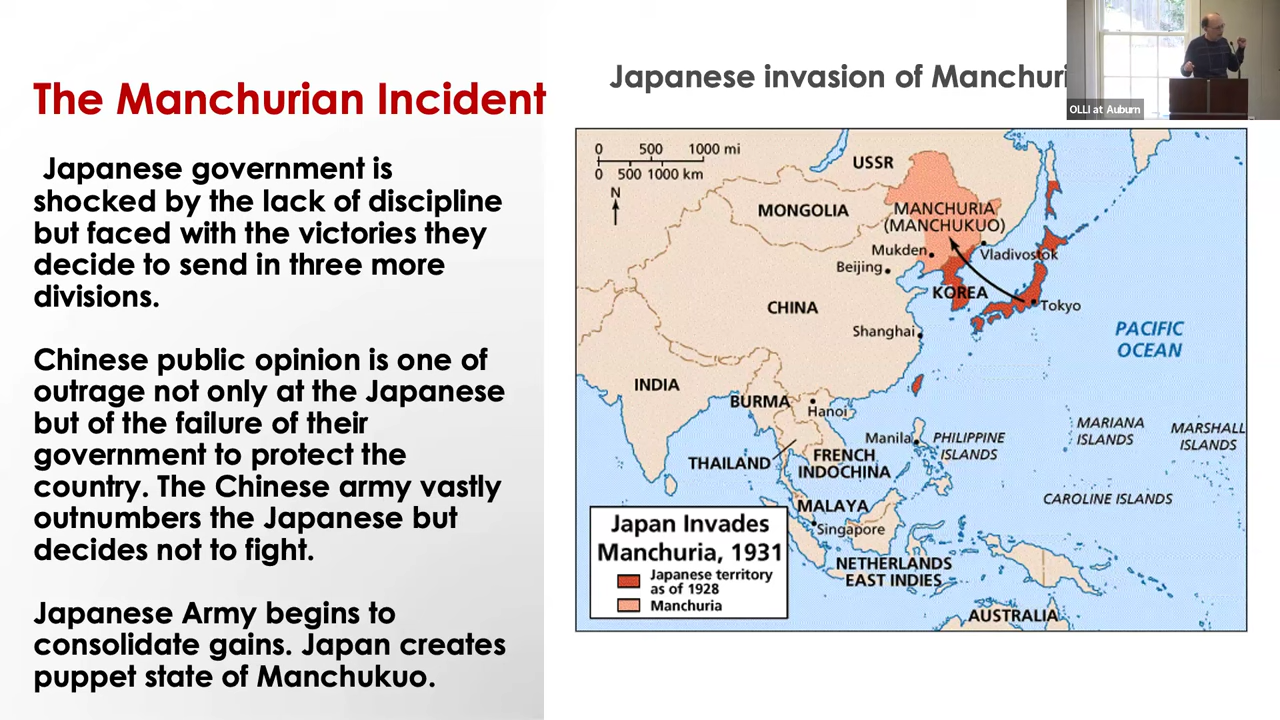 The Manchurian Incident
Japanese government is
shocked by the lack of discipline
but faced with the victories they
decide to send in three more
divisions.
Chinese public opinion is one of
outrage not only at the Japanese
but of the failure of their
government to protect the
country. The Chinese army vastly
outnumbers the Japanese but
decides not to fight.
Japanese Army begins to
consolidate gains. Japan creates
puppet state of Manchukuo.
Japanese invasion of Manchuri
OLLI at Auburn
0 500 1000 mi
0 500 1000 km
N
USSR
MONGOLIA
MANCHURIA
(MANCHUKUO)
Mukden
Vladivostok
Beijing
KOREA
Tokyo
CHINA
Shanghai
PACIFIC
OCEAN
INDIA
BURMA
Hanoi
Manila
PHILIPPINE
ISLANDS
MARIANA
ISLANDS
MARSHALL
ISLANDS
THAILAND
FRENCH
INDOCHINA
CAROLINE ISLANDS
MALAYA
Singapore
NETHERLANDS
EAST INDIES
AUSTRALIA
Japan Invades
Manchuria, 1931
Japanese territory
as of 1928
Manchuria